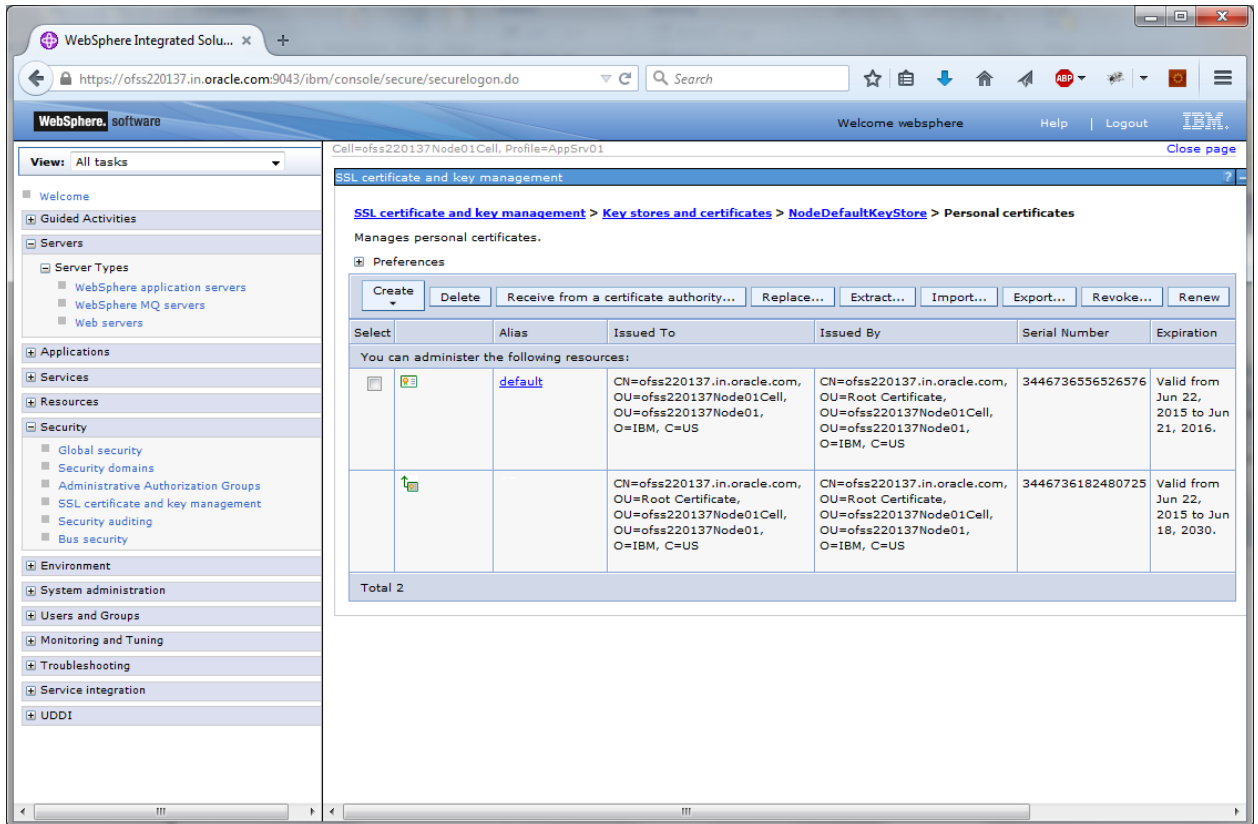 WebSphere Integrated Solu...
https://ofss220137.in.oracle.com:9043/ibm/console/secure/securelogon.do
Search
ABP
WebSphere. software
Welcome websphere
Help | Logout
IBM.
View: All tasks
Welcome
Guided Activities
Servers
Server Types
WebSphere application servers
WebSphere MQ servers
Web servers
Applications
Services
Resources
Security
Global security
Security domains
Administrative Authorization Groups
SSL certificate and key management
Security auditing
Bus security
Environment
System administration
Users and Groups
Monitoring and Tuning
Troubleshooting
Service integration
UDDI
Cell=ofss220137Node01Cell, Profile=AppSrv01
Close page
SSL certificate and key management
?
SSL certificate and key management > Key stores and certificates > NodeDefaultKeyStore > Personal certificates
Manages personal certificates.
Preferences
Create
Delete
Receive from a certificate authority...
Replace...
Extract...
Import...
Export...
Revoke...
Renew
Select
Alias
Issued To
Issued By
Serial Number
Expiration
You can administer the following resources:
default
CN=ofss220137.in.oracle.com,
OU=ofss220137Node01Cell,
OU=ofss220137Node01,
O=IBM, C=US
CN=ofss220137.in.oracle.com,
OU=Root Certificate,
OU=ofss220137Node01Cell,
OU=ofss220137Node01,
O=IBM, C=US
3446736556526576
Valid from
Jun 22,
2015 to Jun
21, 2016.
CN=ofss220137.in.oracle.com,
OU=Root Certificate,
OU=ofss220137Node01Cell,
OU=ofss220137Node01,
O=IBM, C=US
CN=ofss220137.in.oracle.com,
OU=Root Certificate,
OU=ofss220137Node01Cell,
OU=ofss220137Node01,
O=IBM, C=US
3446736182480725
Valid from
Jun 22,
2015 to Jun
18, 2030.
Total 2